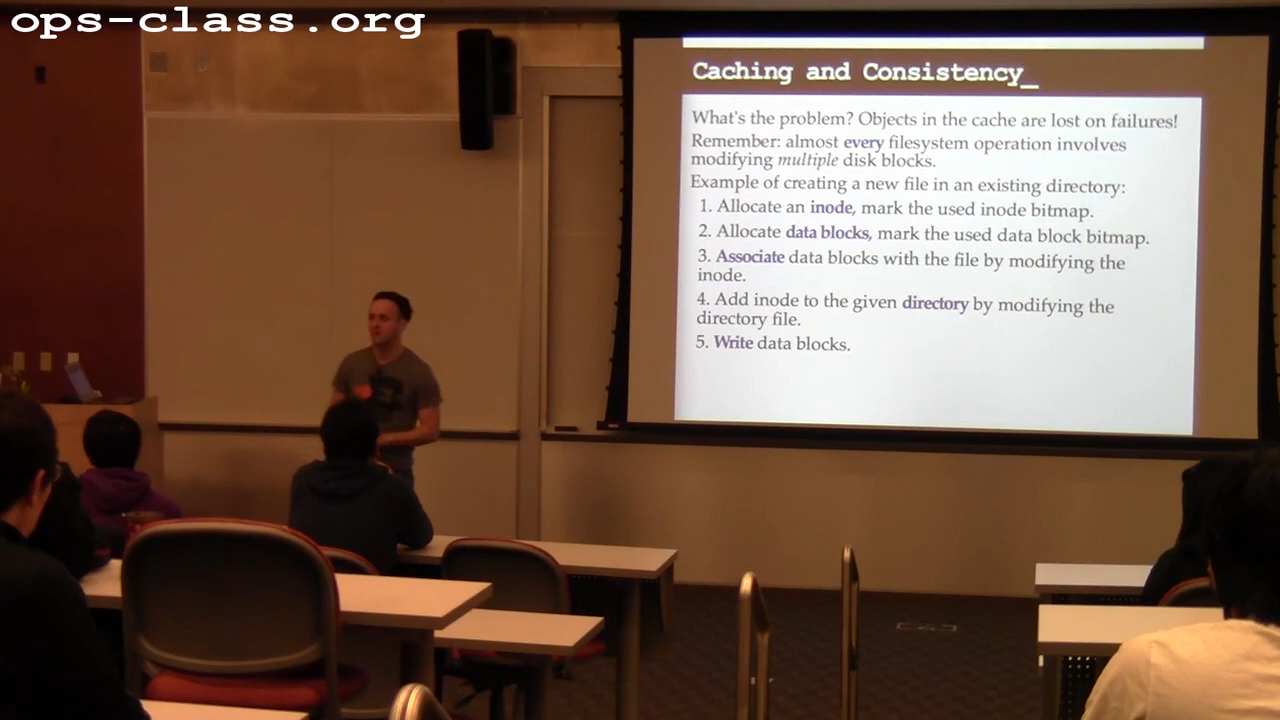 ops-class.org
Caching and Consistency_
What's the problem? Objects in the cache are lost on failures!
Remember: almost every filesystem operation involves
modifying multiple disk blocks.
Example of creating a new file in an existing directory:
1. Allocate an inode, mark the used inode bitmap.
2. Allocate data blocks, mark the used data block bitmap.
3. Associate data blocks with the file by modifying the
inode.
4. Add inode to the given directory by modifying the
directory file.
5. Write data blocks.